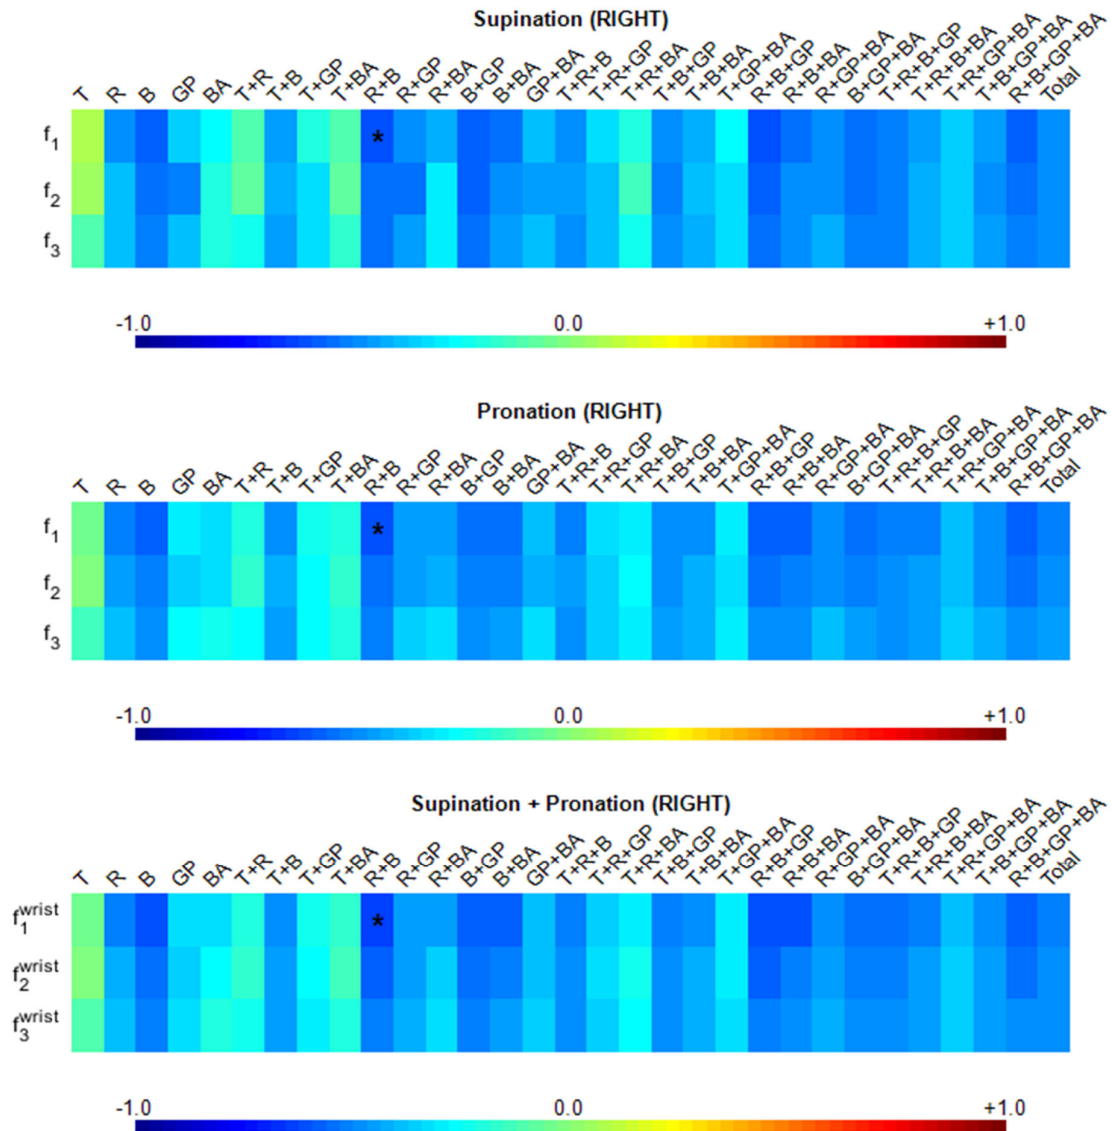 Supination (RIGHT)
T R B GP BA T+R T+B T+GP T+BA R+B R+GP R+BA B+GP B+BA GP+BA T+R+B T+R+GP T+R+BA T+B+GP T+B+BA T+GP+BA R+B+GP R+B+BA R+GP+BA B+GP+BA T+R+B+GP T+R+B+BA T+R+GP+BA T+B+GP+BA R+B+GP+BA Total
f1 *
f2
f3
-1.0 0.0 +1.0
Pronation (RIGHT)
T R B GP BA T+R T+B T+GP T+BA R+B R+GP R+BA B+GP B+BA GP+BA T+R+B T+R+GP T+R+BA T+B+GP T+B+BA T+GP+BA R+B+GP R+B+BA R+GP+BA B+GP+BA T+R+B+GP T+R+B+BA T+R+GP+BA T+B+GP+BA R+B+GP+BA Total
f1 *
f2
f3
-1.0 0.0 +1.0
Supination + Pronation (RIGHT)
T R B GP BA T+R T+B T+GP T+BA R+B R+GP R+BA B+GP B+BA GP+BA T+R+B T+R+GP T+R+BA T+B+GP T+B+BA T+GP+BA R+B+GP R+B+BA R+GP+BA B+GP+BA T+R+B+GP T+R+B+BA T+R+GP+BA T+B+GP+BA R+B+GP+BA Total
f1wrist *
f2wrist
f3wrist
-1.0 0.0 +1.0